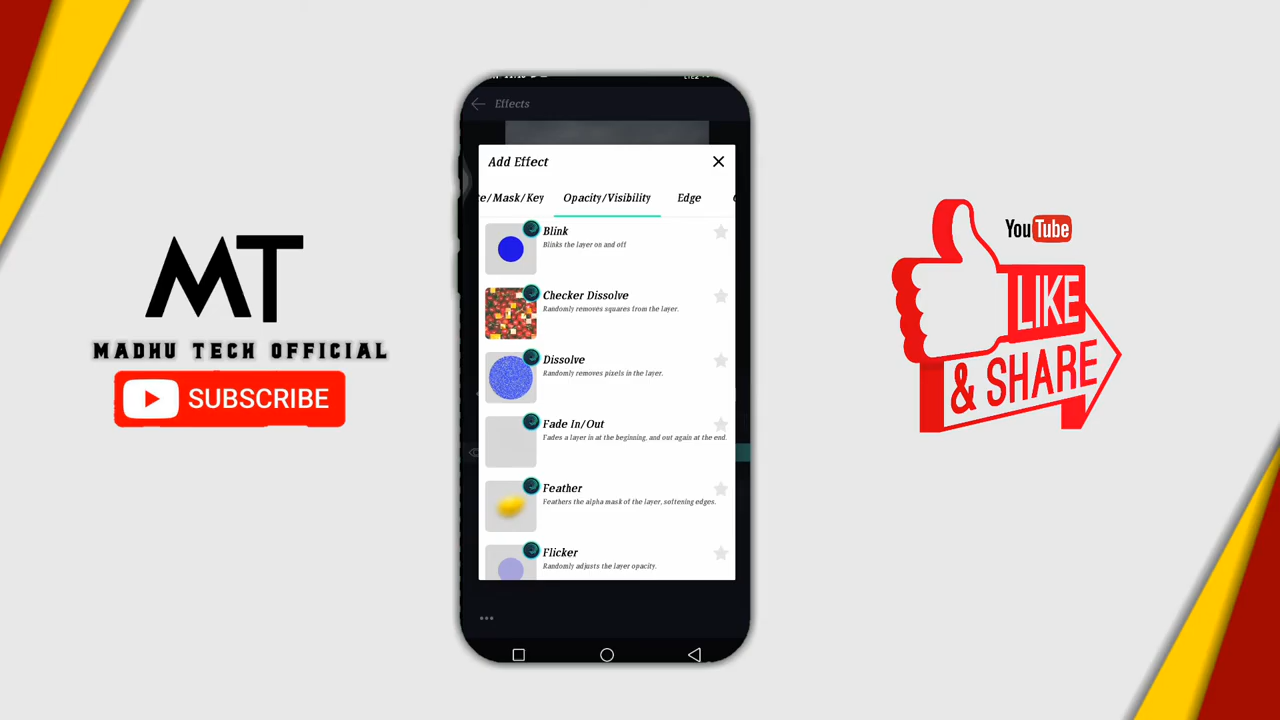 Effects
Add Effect
te/Mask/Key Opacity/Visibility Edge
Blink
Blinks the layer on and off
Checker Dissolve
Randomly removes squares from the layer.
Dissolve
Randomly removes pixels in the layer.
Fade In/Out
Fades a layer in at the beginning, and out again at the end.
Feather
Feathers the alpha mask of the layer, softening edges.
Flicker
Randomly adjusts the layer opacity.
MT
MADHU TECH OFFICIAL
SUBSCRIBE
YouTube
LIKE
& SHARE